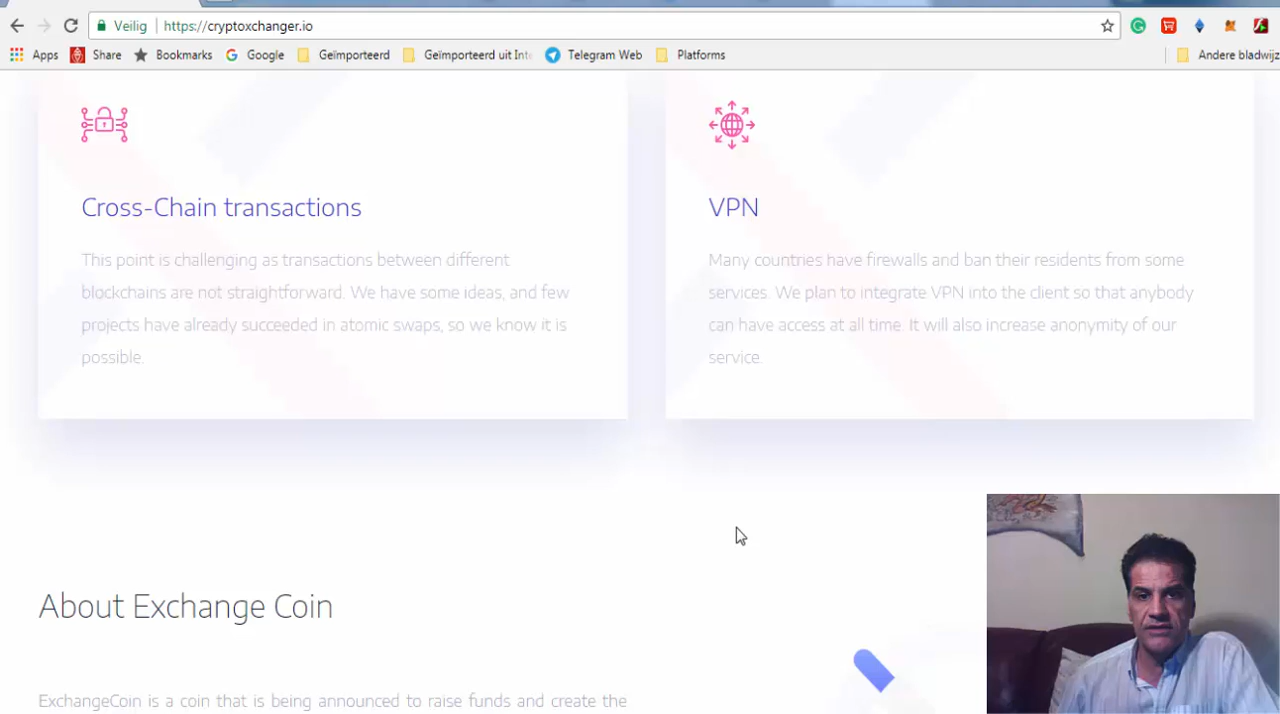 Veilig https://cryptoxchanger.io
Apps Share Bookmarks Google Geïmporteerd Geïmporteerd uit Inte Telegram Web Platforms Andere bladwijz
Cross-Chain transactions
This point is challenging as transactions between different
blockchains are not straightforward. We have some ideas, and few
projects have already succeeded in atomic swaps, so we know it is
possible.
VPN
Many countries have firewalls and ban their residents from some
services. We plan to integrate VPN into the client so that anybody
can have access at all time. It will also increase anonymity of our
service.
About Exchange Coin
ExchangeCoin is a coin that is being announced to raise funds and create the